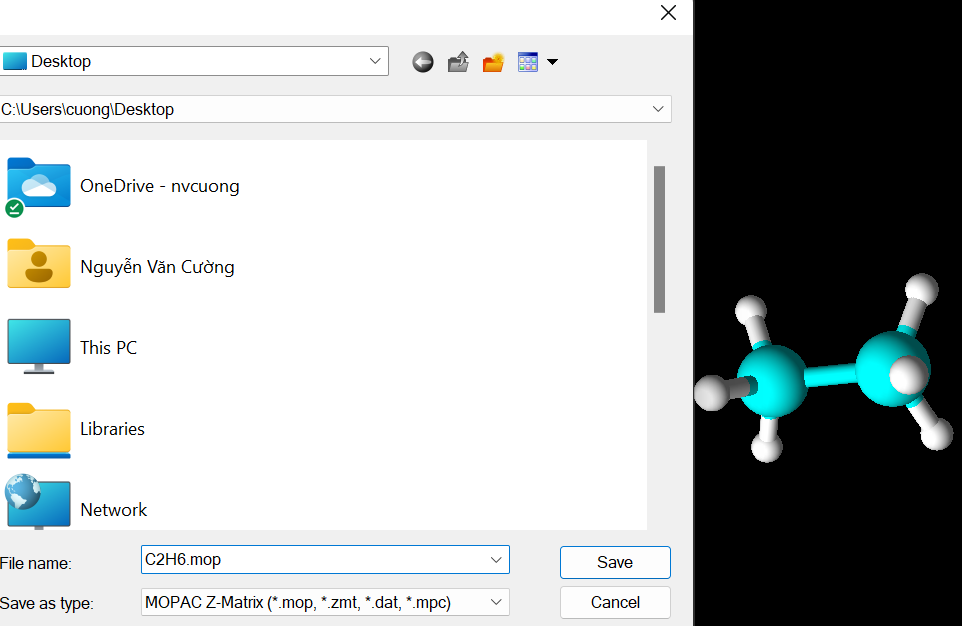 Desktop
C:\Users\cuong\Desktop
OneDrive - nvcuong
Nguyễn Văn Cường
This PC
Libraries
Network
File name:
C2H6.mop
Save
Save as type:
MOPAC Z-Matrix (*.mop, *.zmt, *.dat, *.mpc)
Cancel